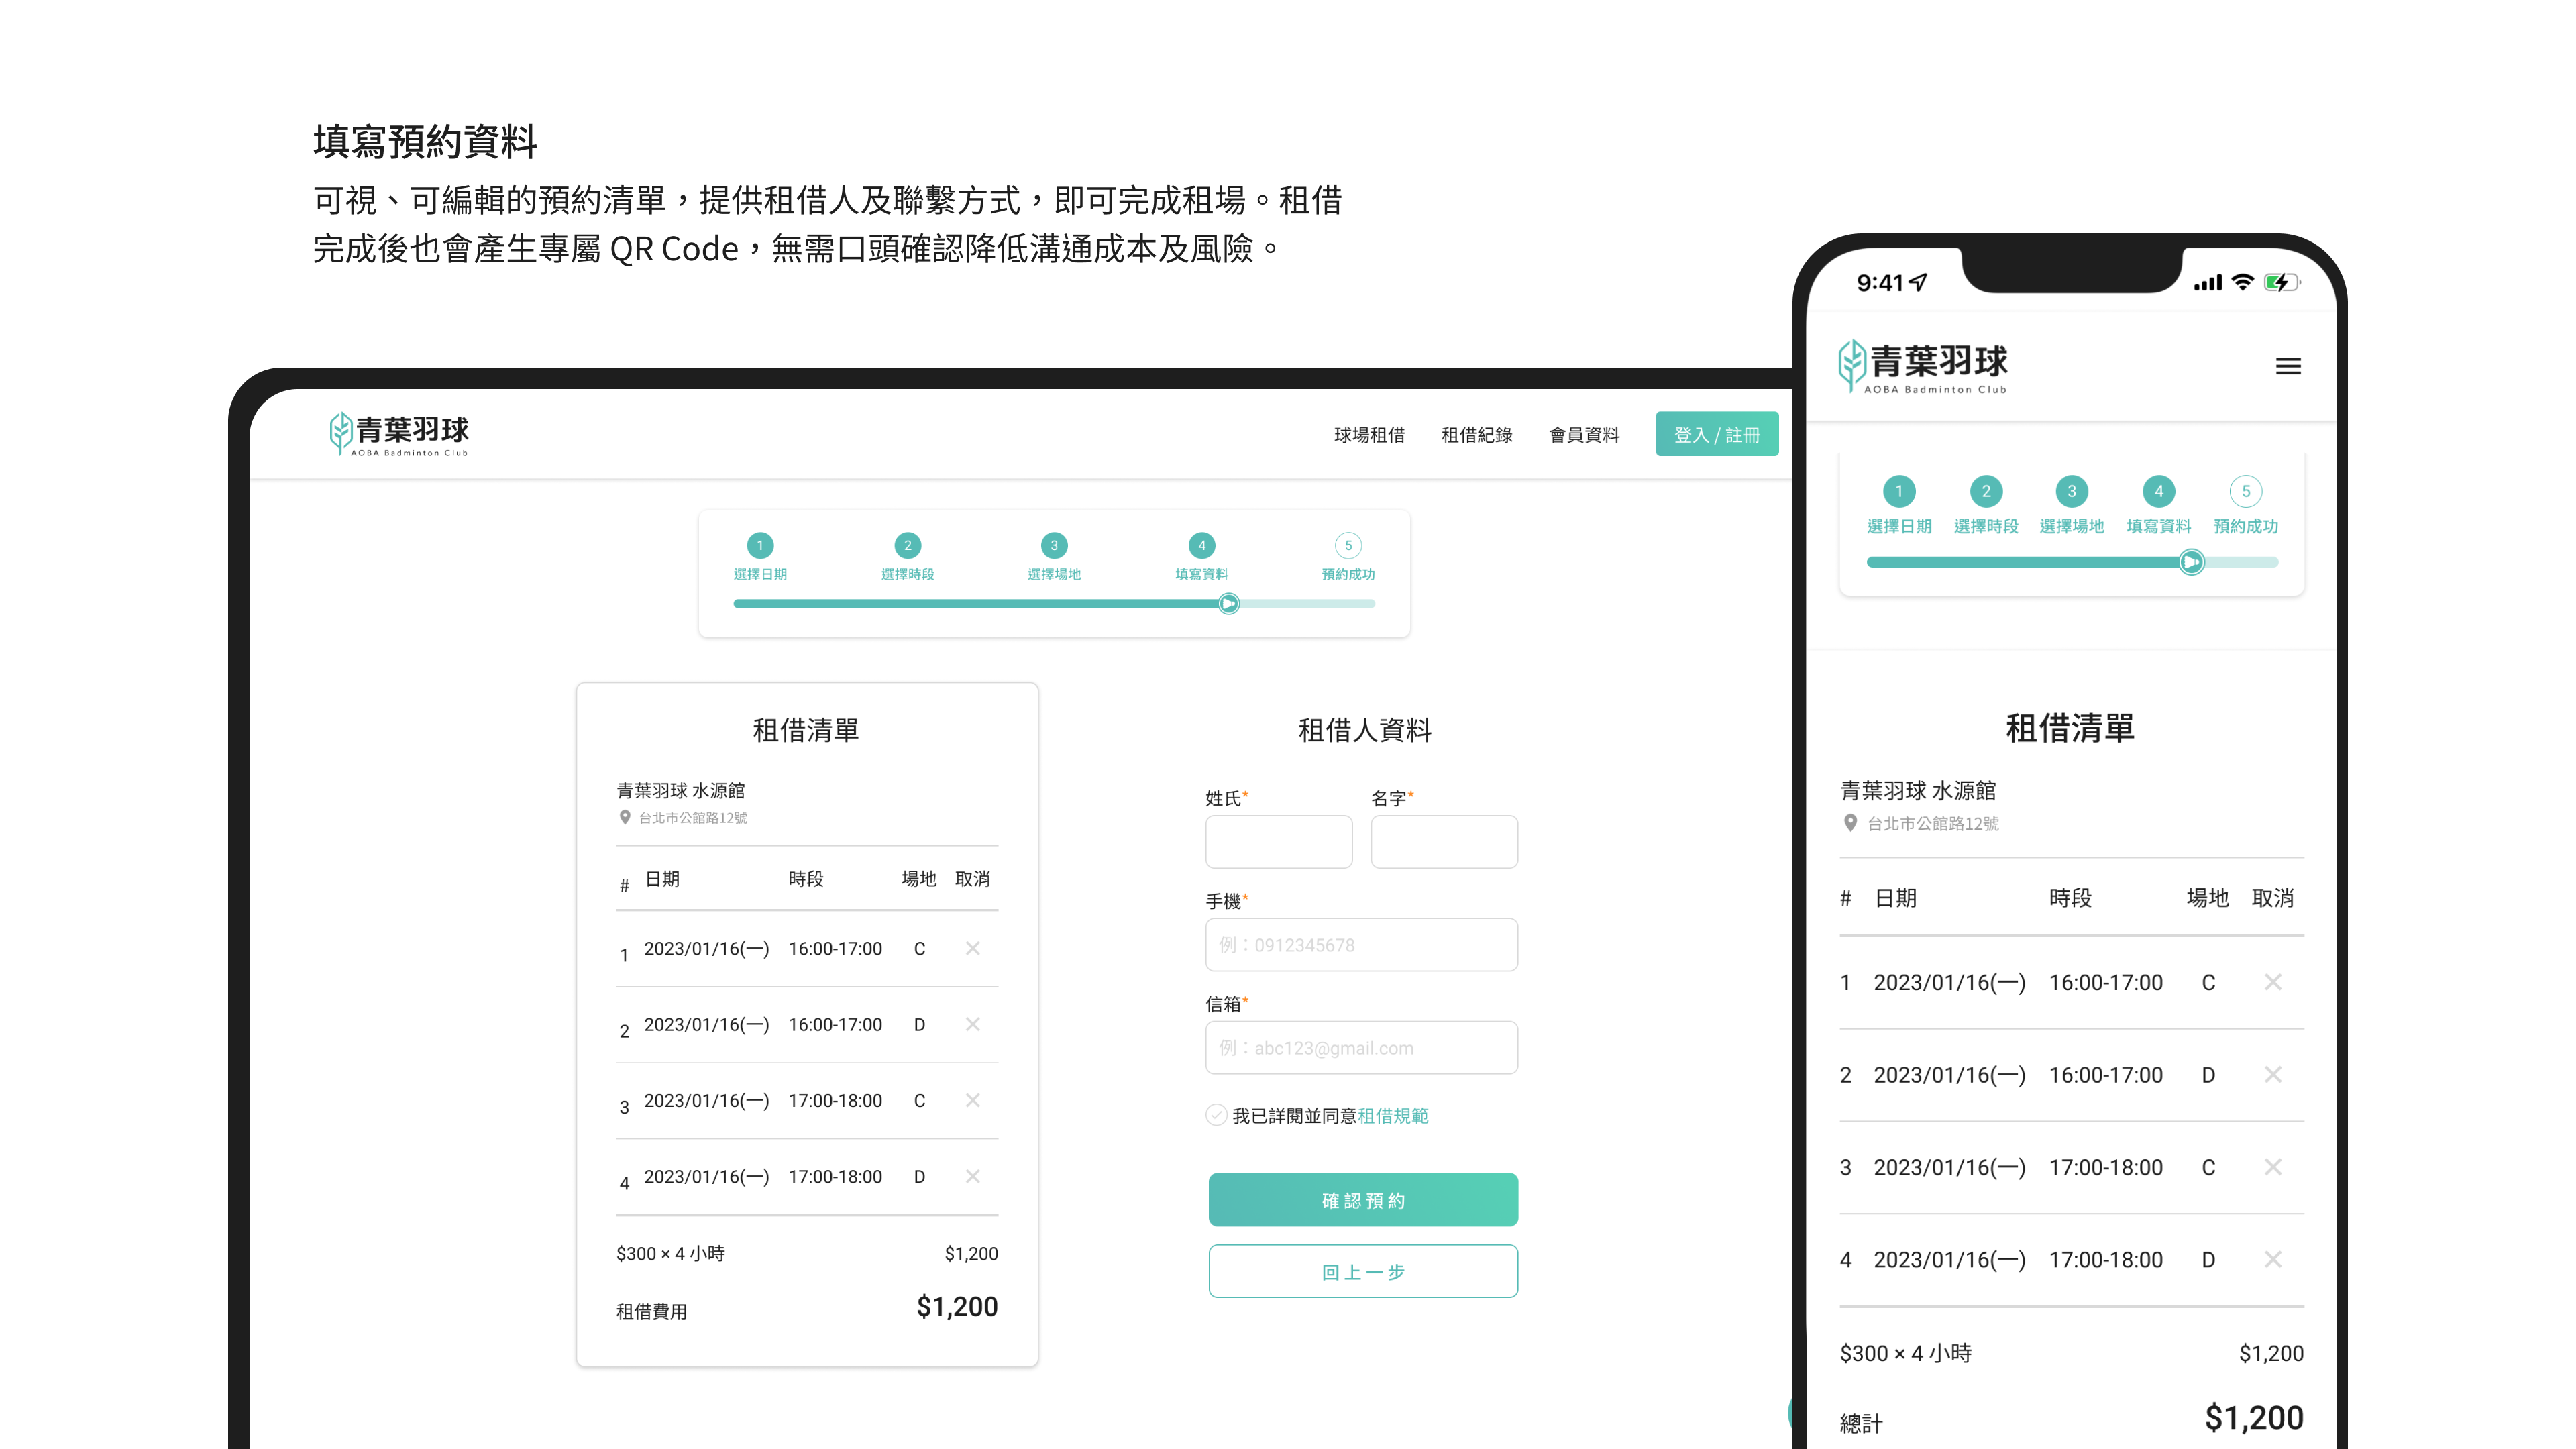 填寫預約資料
可視、可編輯的預約清單，提供租借人及聯繫方式，即可完成租場。租借
完成後也會產生專屬 QR Code，無需口頭確認降低溝通成本及風險。
青葉羽球
AOBA Badminton Club
球場租借 租借紀錄 會員資料 登入 / 註冊
1 2 3 4 5
選擇日期 選擇時段 選擇場地 填寫資料 預約成功
租借清單
青葉羽球 水源館
台北市公館路12號
# 日期 時段 場地 取消
1 2023/01/16(一) 16:00-17:00 C ×
2 2023/01/16(一) 16:00-17:00 D ×
3 2023/01/16(一) 17:00-18:00 C ×
4 2023/01/16(一) 17:00-18:00 D ×
$300 × 4 小時 $1,200
租借費用 $1,200
租借人資料
姓氏* 名字*
手機*
例：0912345678
信箱*
例：abc123@gmail.com
我已詳閱並同意租借規範
確認預約
回上一步
9:41
青葉羽球
AOBA Badminton Club
1 2 3 4 5
選擇日期 選擇時段 選擇場地 填寫資料 預約成功
租借清單
青葉羽球 水源館
台北市公館路12號
# 日期 時段 場地 取消
1 2023/01/16(一) 16:00-17:00 C ×
2 2023/01/16(一) 16:00-17:00 D ×
3 2023/01/16(一) 17:00-18:00 C ×
4 2023/01/16(一) 17:00-18:00 D ×
$300 × 4 小時 $1,200
總計 $1,200